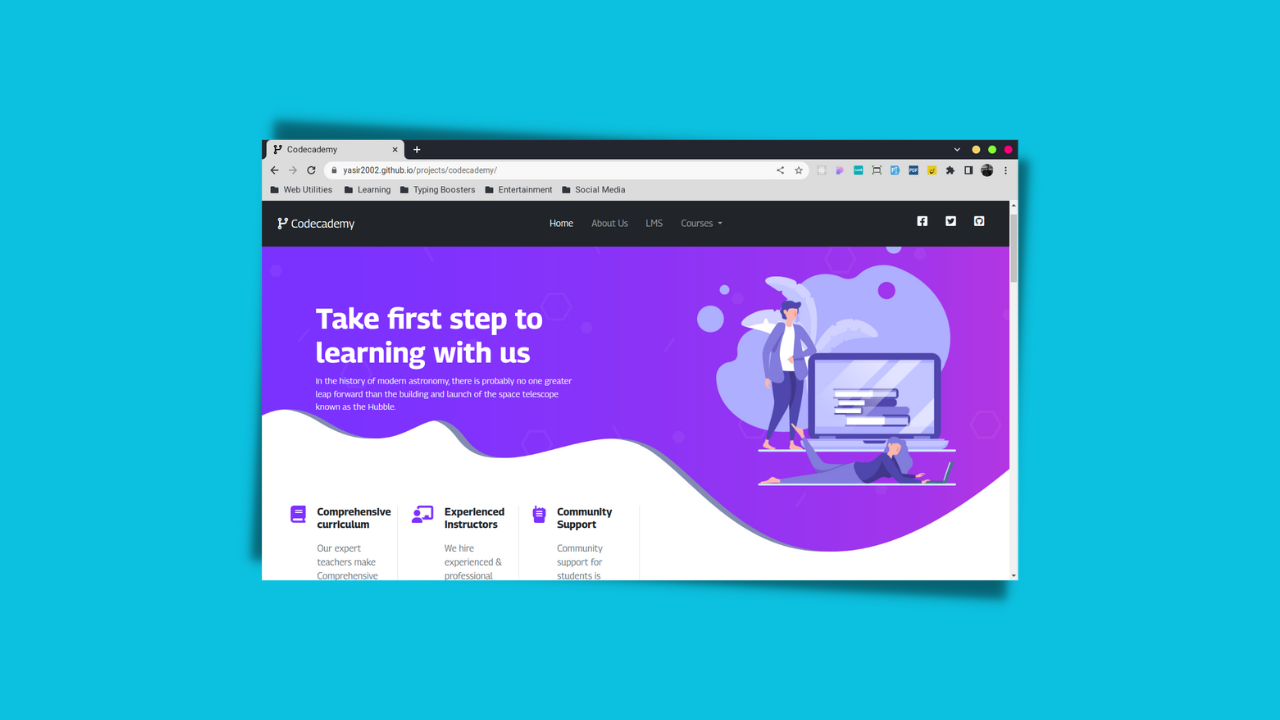 Codecademy
yasir2002.github.io/projects/codecademy/
Web Utilities Learning Typing Boosters Entertainment Social Media
Codecademy Home About Us LMS Courses
Take first step to
learning with us
In the history of modern astronomy, there is probably no one greater
leap forward than the building and launch of the space telescope
known as the Hubble.
Comprehensive
curriculum
Our expert
teachers make
Comprehensive
Experienced
Instructors
We hire
experienced &
professional
Community
Support
Community
support for
students is